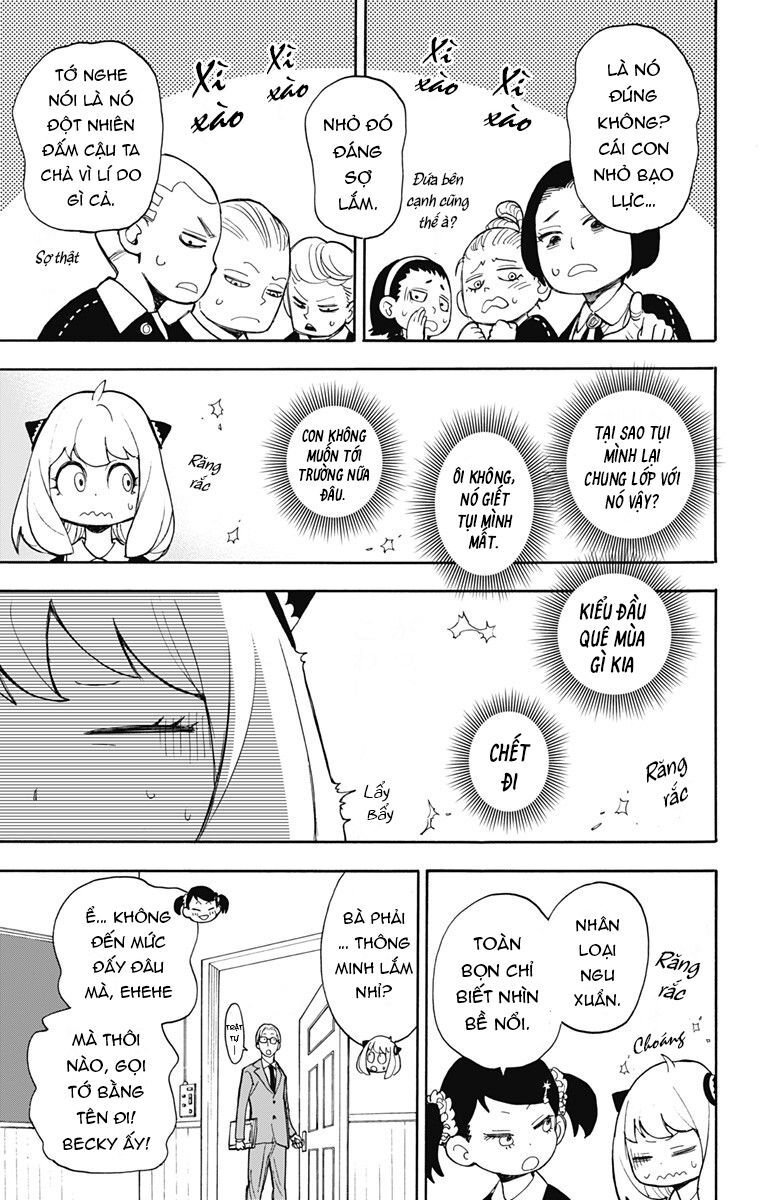 LÀ NÓ
ĐÚNG
KHÔNG?
CÁI CON
NHỎ BẠO
LỰC...
Xì xào
Xì xào
Đứa bên
cạnh cũng
thế à?
NHỎ ĐÓ
ĐÁNG
SỢ
LẮM.
Xì xào
Xì xào
TỚ NGHE
NÓI LÀ NÓ
ĐỘT NHIÊN
ĐẤM CẬU TA
CHẢ VÌ LÍ DO
GÌ CẢ.
Sợ thật
TẠI SAO TỤI
MÌNH LẠI
CHUNG LỚP VỚI
NÓ VẬY?
ÔI KHÔNG,
NÓ GIẾT
TỤI MÌNH
MẤT.
CON KHÔNG
MUỐN TỚI
TRƯỜNG NỮA
ĐÂU.
Răng
rắc
KIỂU ĐẦU
QUÊ MÙA
GÌ KIA
CHẾT
ĐI
Răng
rắc
Lẩy
Bẩy
NHÂN
LOẠI
NGU
XUẨN.
TOÀN
BỌN CHỈ
BIẾT NHÌN
BỀ NỔI.
Răng
rắc
Choáng
BÀ PHẢI
... THÔNG
MINH LẮM
NHỈ?
TRẬT
TỰ
Ể... KHÔNG
ĐẾN MỨC
ĐẤY ĐÂU
MÀ, EHEHE
MÀ THÔI
NÀO, GỌI
TỚ BẰNG
TÊN ĐI!
BECKY ẤY!